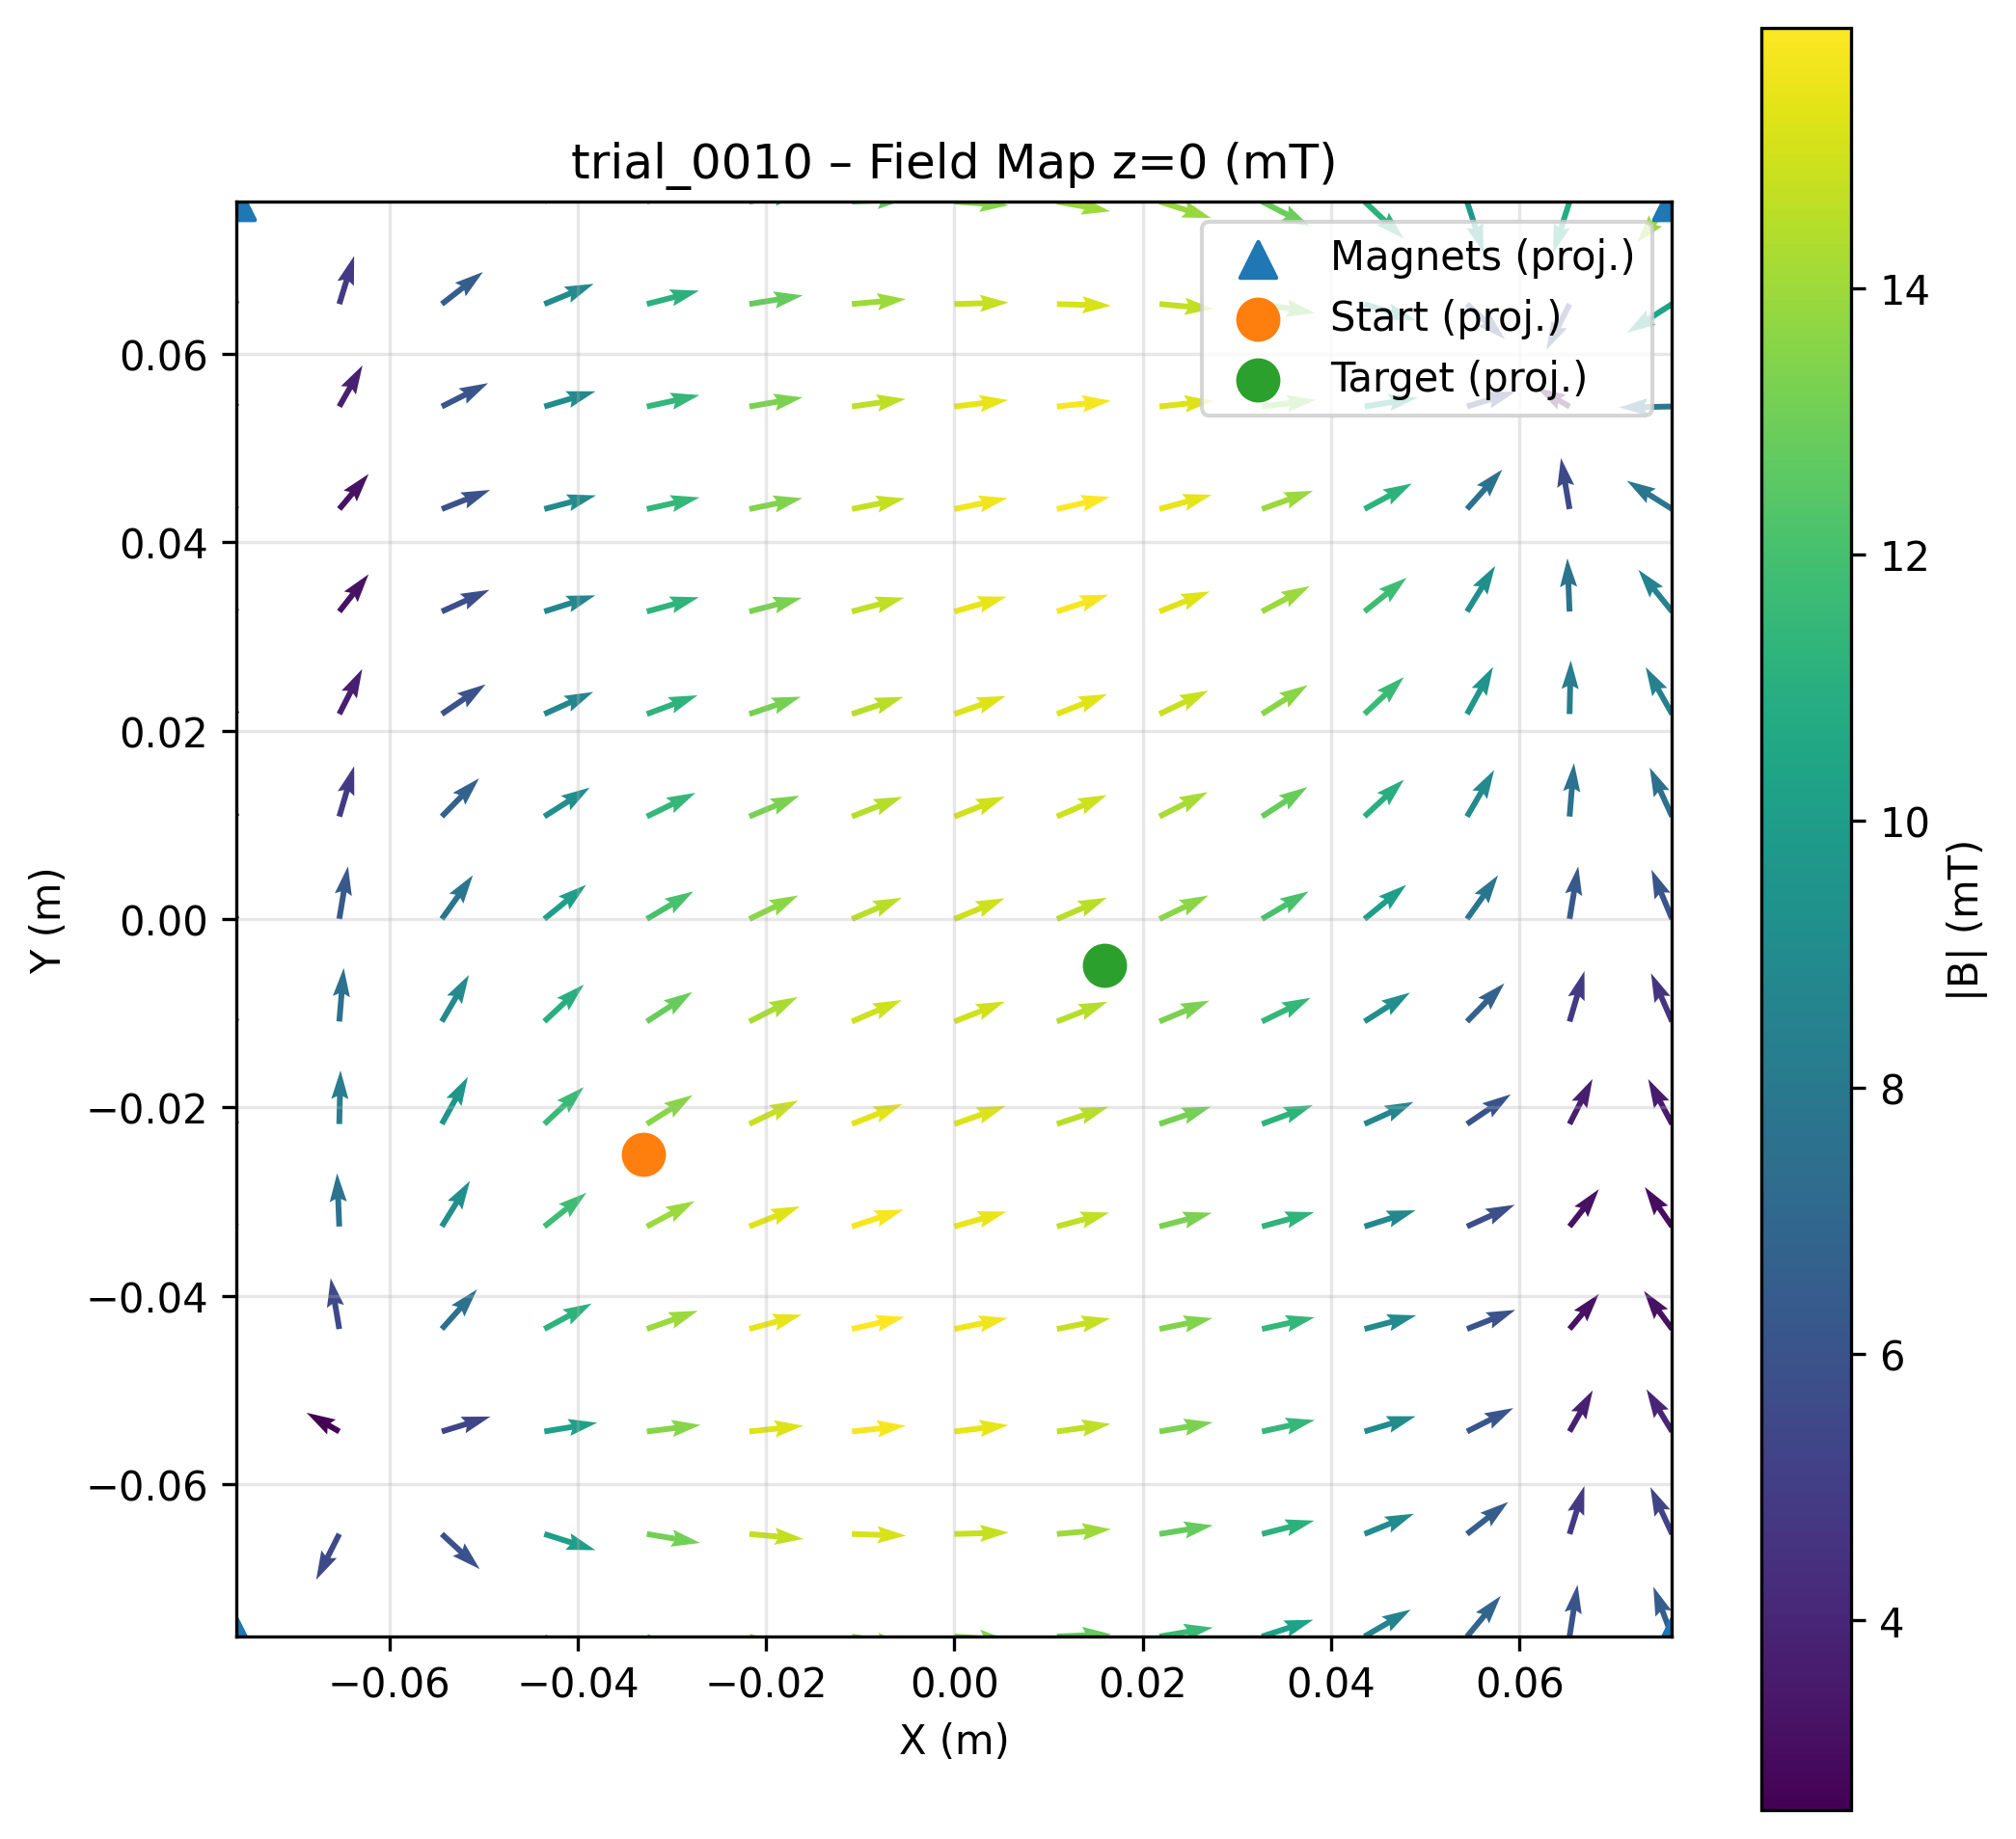 trial_0010 – Field Map z=0 (mT)
Magnets (proj.)
Start (proj.)
Target (proj.)
0.06
0.04
0.02
0.00
−0.02
−0.04
−0.06
Y (m)
−0.06 −0.04 −0.02 0.00 0.02 0.04 0.06
X (m)
14
12
10
8
6
4
|B| (mT)